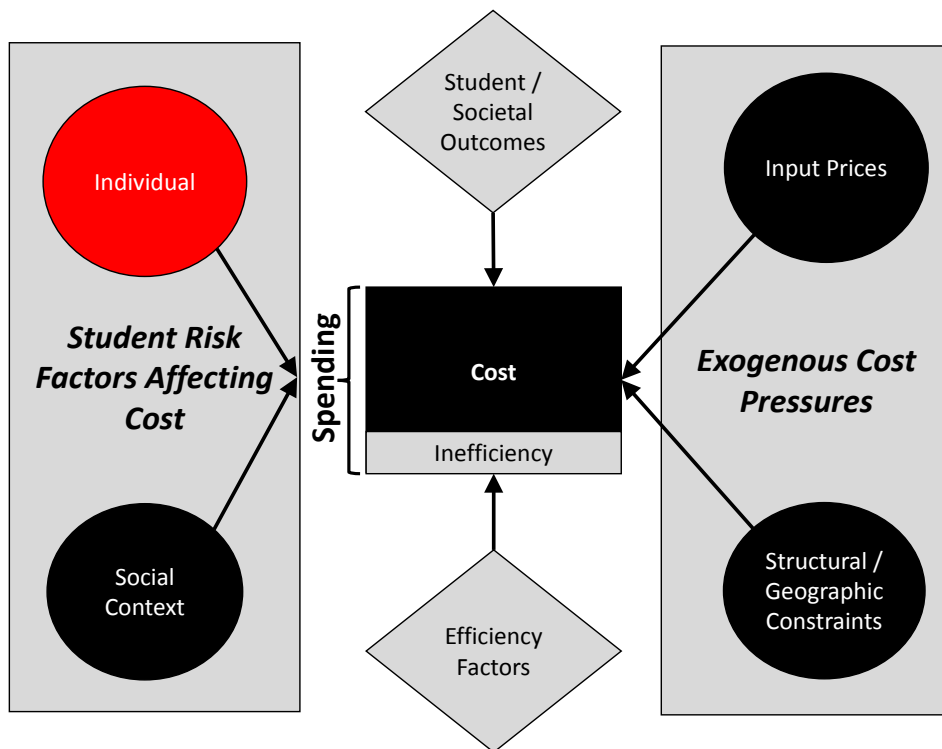 Student /
Societal
Outcomes
Individual
Input Prices
Student Risk
Factors Affecting
Cost
Spending
Cost
Inefficiency
Exogenous Cost
Pressures
Social
Context
Efficiency
Factors
Structural /
Geographic
Constraints